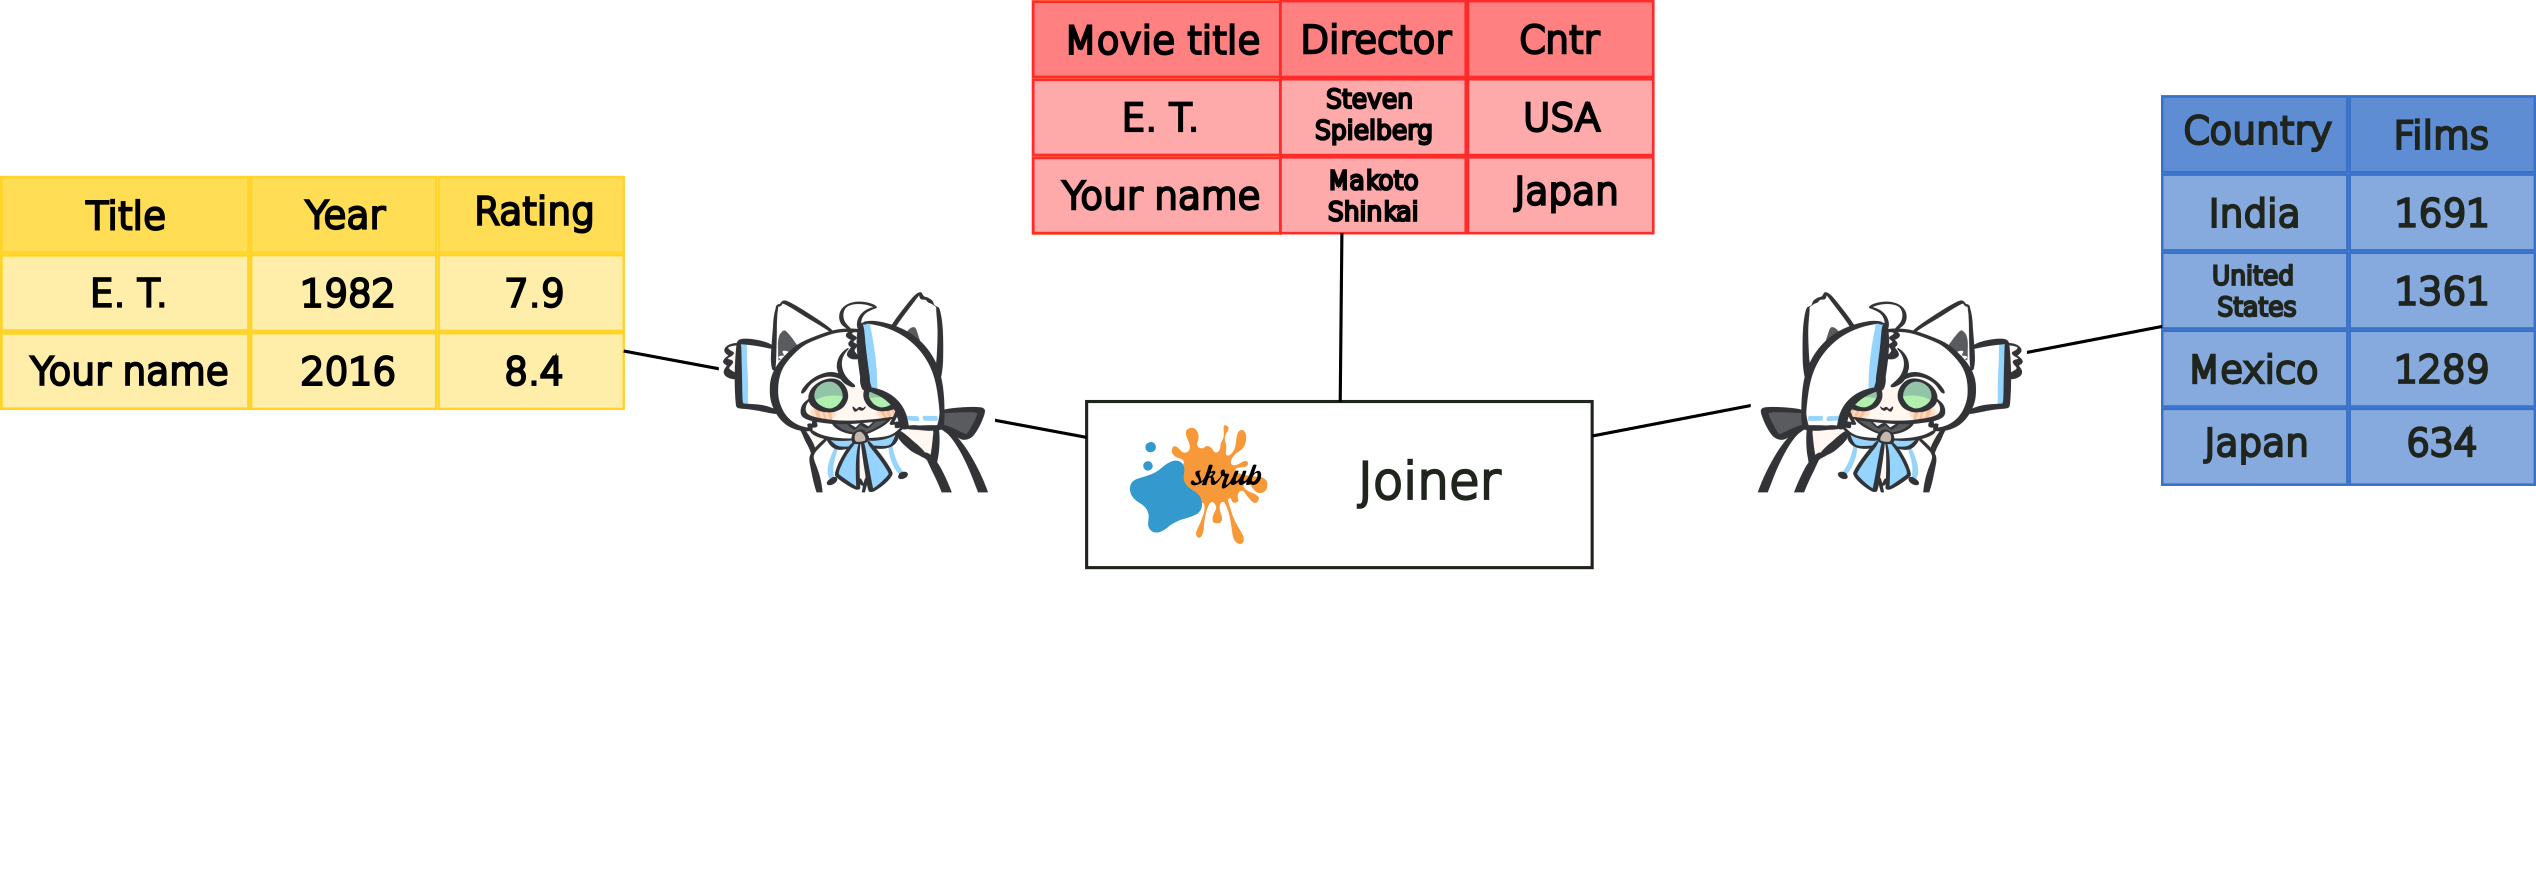 Title Year Rating
E. T. 1982 7.9
Your name 2016 8.4
Movie title Director Cntr
E. T. Steven Spielberg USA
Your name Makoto Shinkai Japan
Country Films
India 1691
United States 1361
Mexico 1289
Japan 634
skrub Joiner